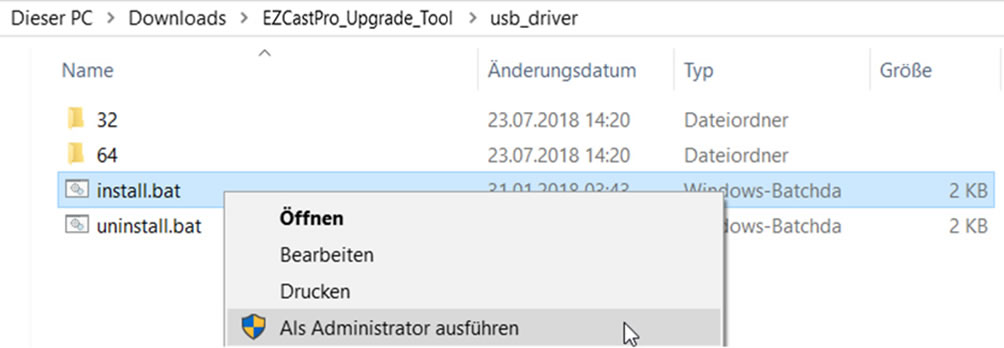 Dieser PC > Downloads > EZCastPro_Upgrade_Tool > usb_driver
Name Änderungsdatum Typ Größe
32 23.07.2018 14:20 Dateiordner
64 23.07.2018 14:20 Dateiordner
install.bat 31.01.2018 03:43 Windows-Batchda 2 KB
uninstall.bat dows-Batchda 2 KB
Öffnen
Bearbeiten
Drucken
Als Administrator ausführen